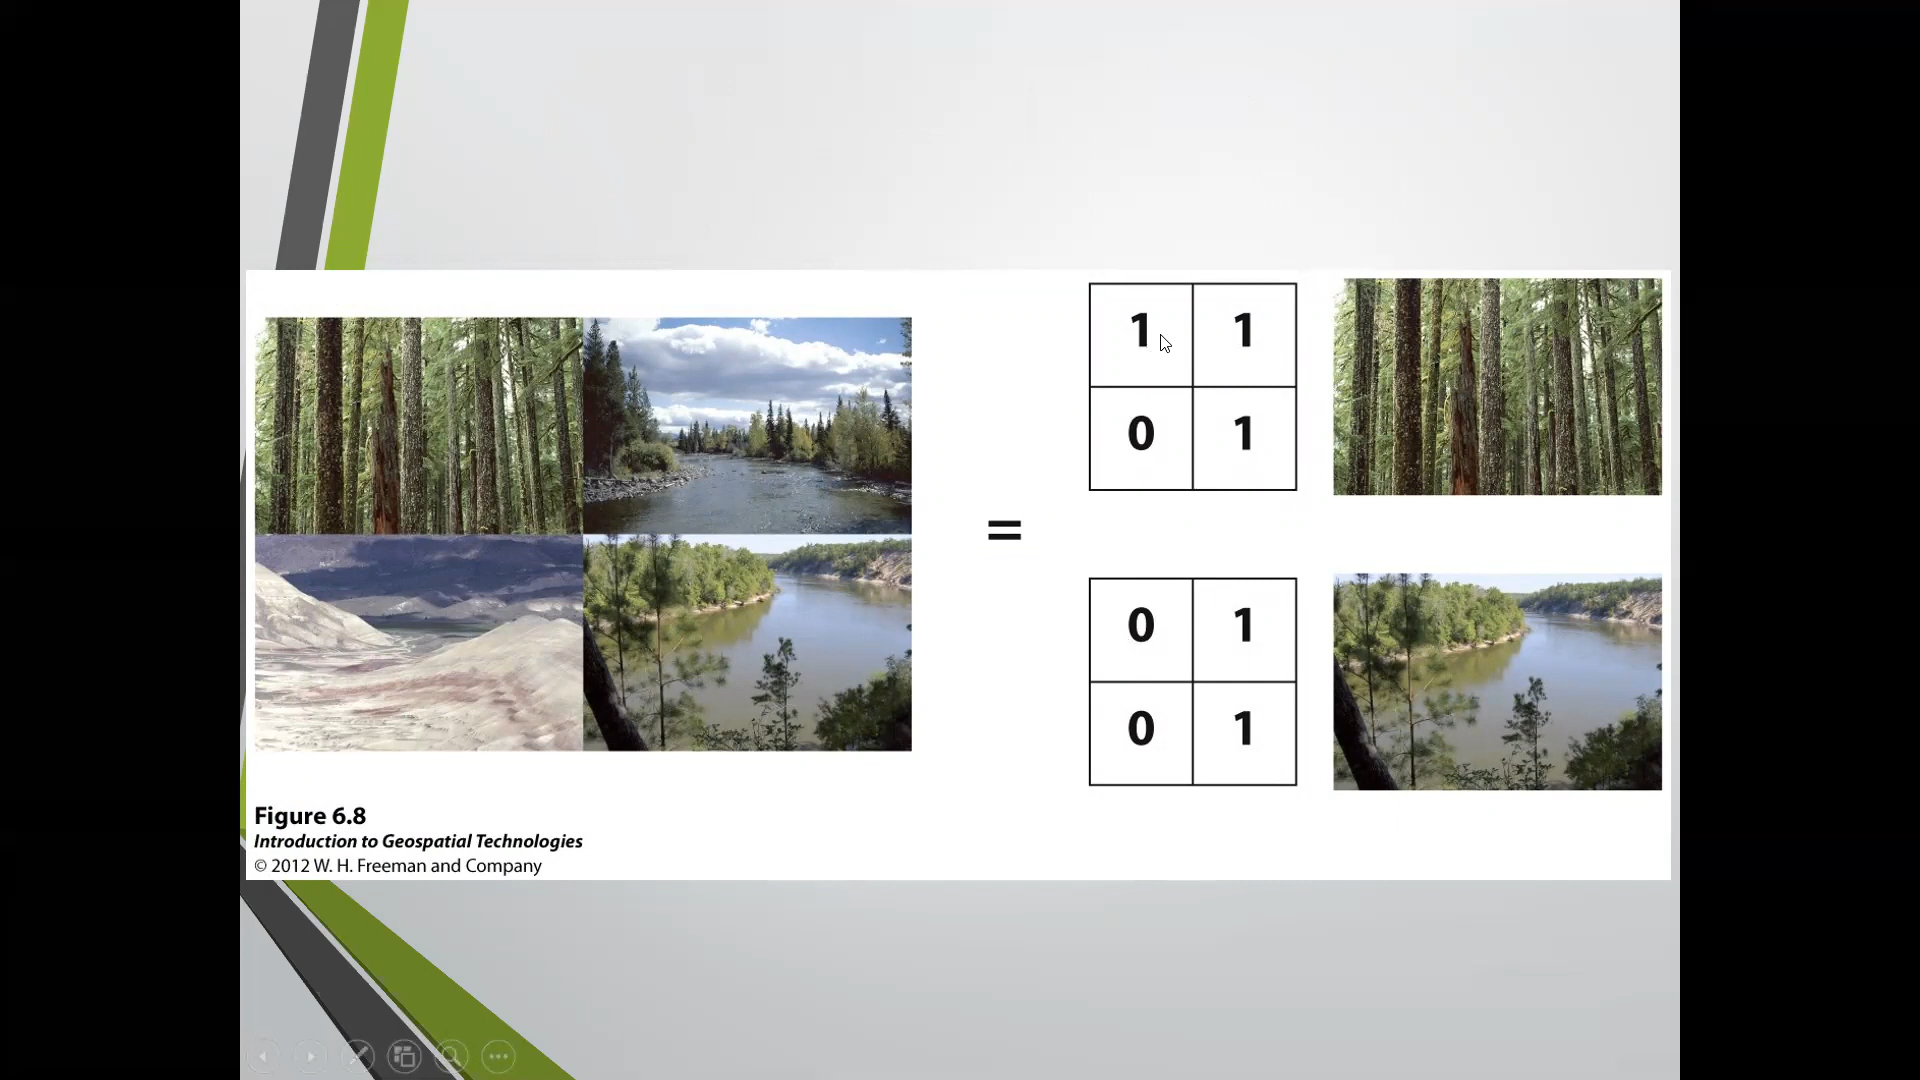 1 1
0 1
=
0 1
0 1
Figure 6.8
Introduction to Geospatial Technologies
© 2012 W. H. Freeman and Company